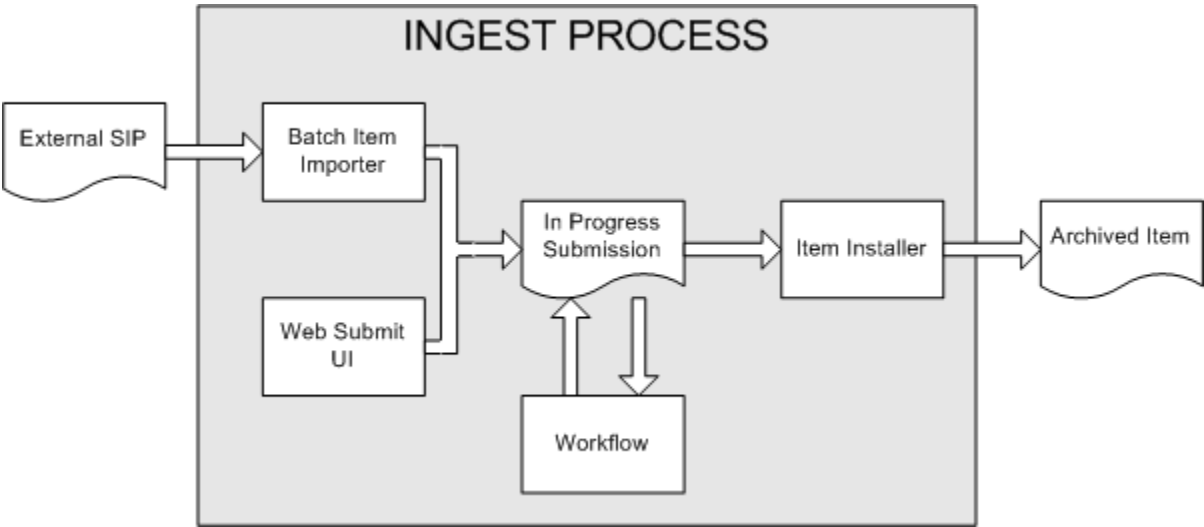 INGEST PROCESS
External SIP
Batch Item
Importer
In Progress
Submission
Item Installer
Archived Item
Web Submit
UI
Workflow